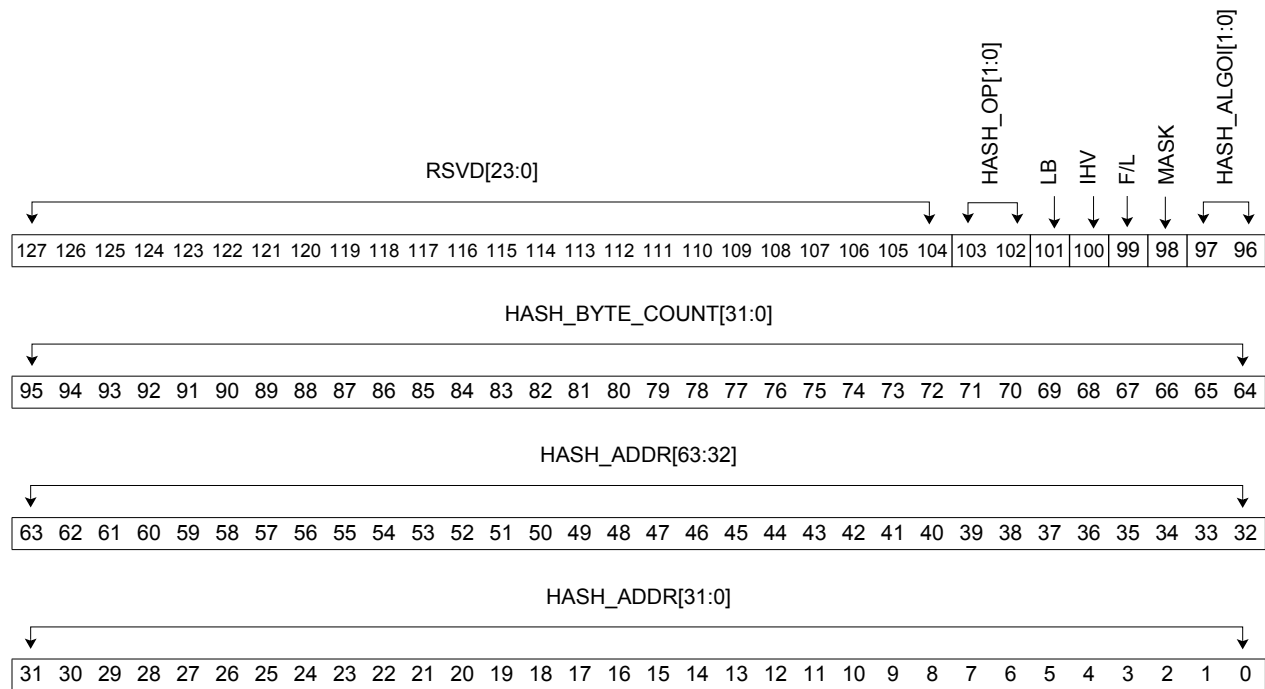 HASH_OP[1:0]
LB
IHV
F/L
MASK
HASH_ALGOI[1:0]
RSVD[23:0]
127 126 125 124 123 122 121 120 119 118 117 116 115 114 113 112 111 110 109 108 107 106 105 104 103 102 101 100 99 98 97 96
HASH_BYTE_COUNT[31:0]
95 94 93 92 91 90 89 88 87 86 85 84 83 82 81 80 79 78 77 76 75 74 73 72 71 70 69 68 67 66 65 64
HASH_ADDR[63:32]
63 62 61 60 59 58 57 56 55 54 53 52 51 50 49 48 47 46 45 44 43 42 41 40 39 38 37 36 35 34 33 32
HASH_ADDR[31:0]
31 30 29 28 27 26 25 24 23 22 21 20 19 18 17 16 15 14 13 12 11 10 9 8 7 6 5 4 3 2 1 0